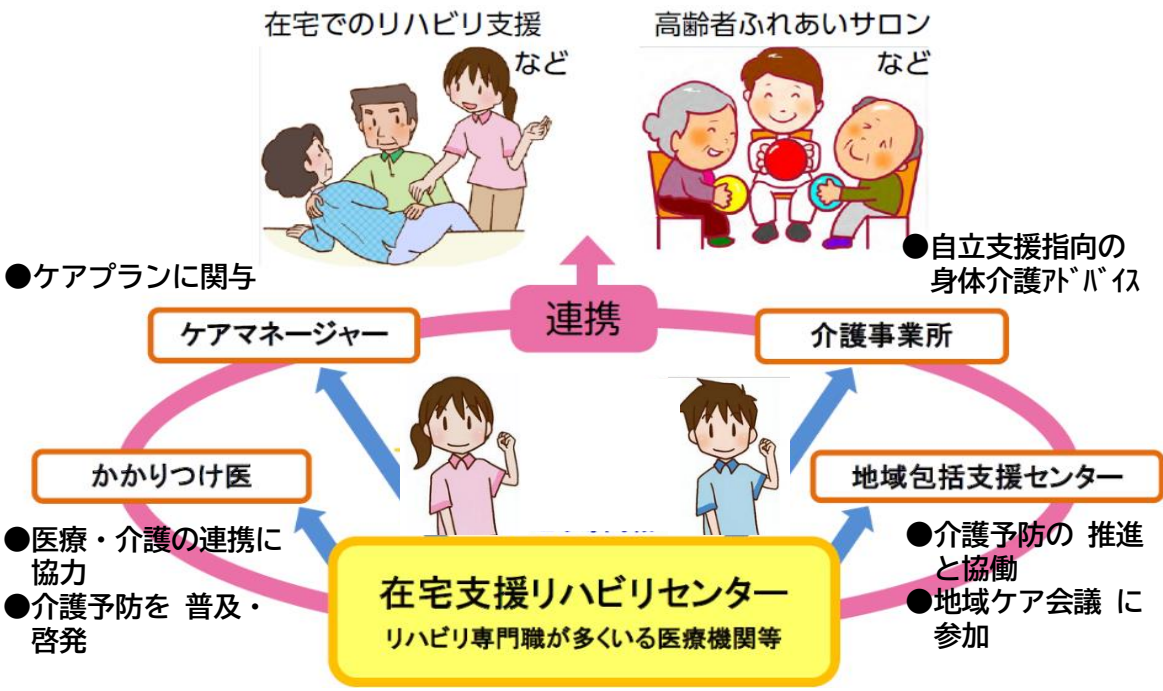 在宅でのリハビリ支援
など
高齢者ふれあいサロン
など
●ケアプランに関与
●自立支援指向の
身体介護ｱﾄﾞﾊﾞｲｽ
連携
ケアマネージャー
介護事業所
かかりつけ医
地域包括支援センター
●医療・介護の連携に
協力
●介護予防を 普及・
啓発
●介護予防の 推進
と協働
●地域ケア会議 に
参加
在宅支援リハビリセンター
リハビリ専門職が多くいる医療機関等